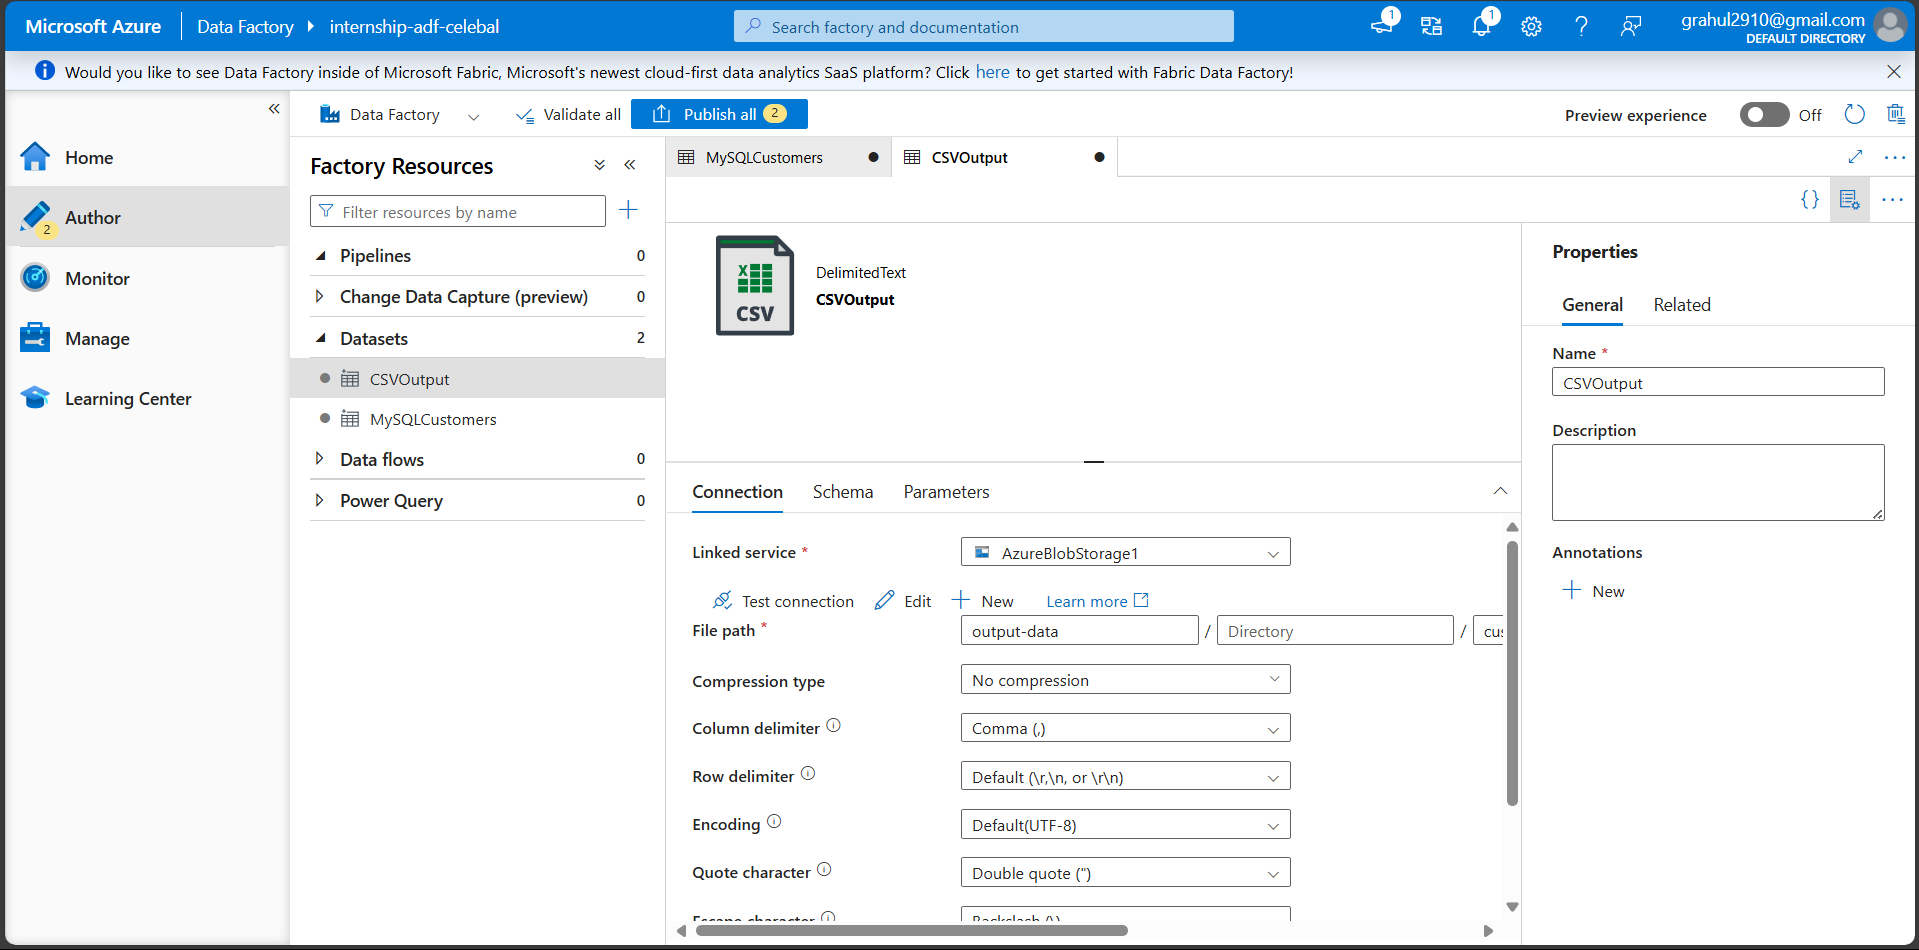 Microsoft Azure
Data Factory
internship-adf-celebal
Search factory and documentation
1
1
grahul2910@gmail.com
DEFAULT DIRECTORY
Would you like to see Data Factory inside of Microsoft Fabric, Microsoft's newest cloud-first data analytics SaaS platform? Click here to get started with Fabric Data Factory!
Data Factory
Validate all
Publish all 2
Preview experience
Off
Home
Author
2
Monitor
Manage
Learning Center
Factory Resources
Filter resources by name
Pipelines 0
Change Data Capture (preview) 0
Datasets 2
CSVOutput
MySQLCustomers
Data flows 0
Power Query 0
MySQLCustomers
CSVOutput
{}
CSV
DelimitedText
CSVOutput
Connection
Schema
Parameters
Linked service *
AzureBlobStorage1
Test connection
Edit
New
Learn more
File path *
output-data / Directory / cus
Compression type
No compression
Column delimiter
Comma (,)
Row delimiter
Default (\r,\n, or \r\n)
Encoding
Default(UTF-8)
Quote character
Double quote (")
Escape character
Backslash (\)
Properties
General
Related
Name *
CSVOutput
Description
Annotations
New